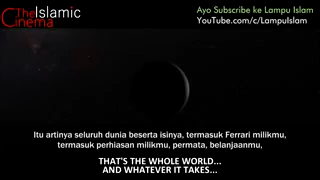 The Islamic Cinema
Ayo Subscribe ke Lampu Islam
YouTube.com/c/LampuIslam
Itu artinya seluruh dunia beserta isinya, termasuk Ferrari milikmu,
termasuk perhiasan milikmu, permata, belanjaanmu,
THAT'S THE WHOLE WORLD...
AND WHATEVER IT TAKES...